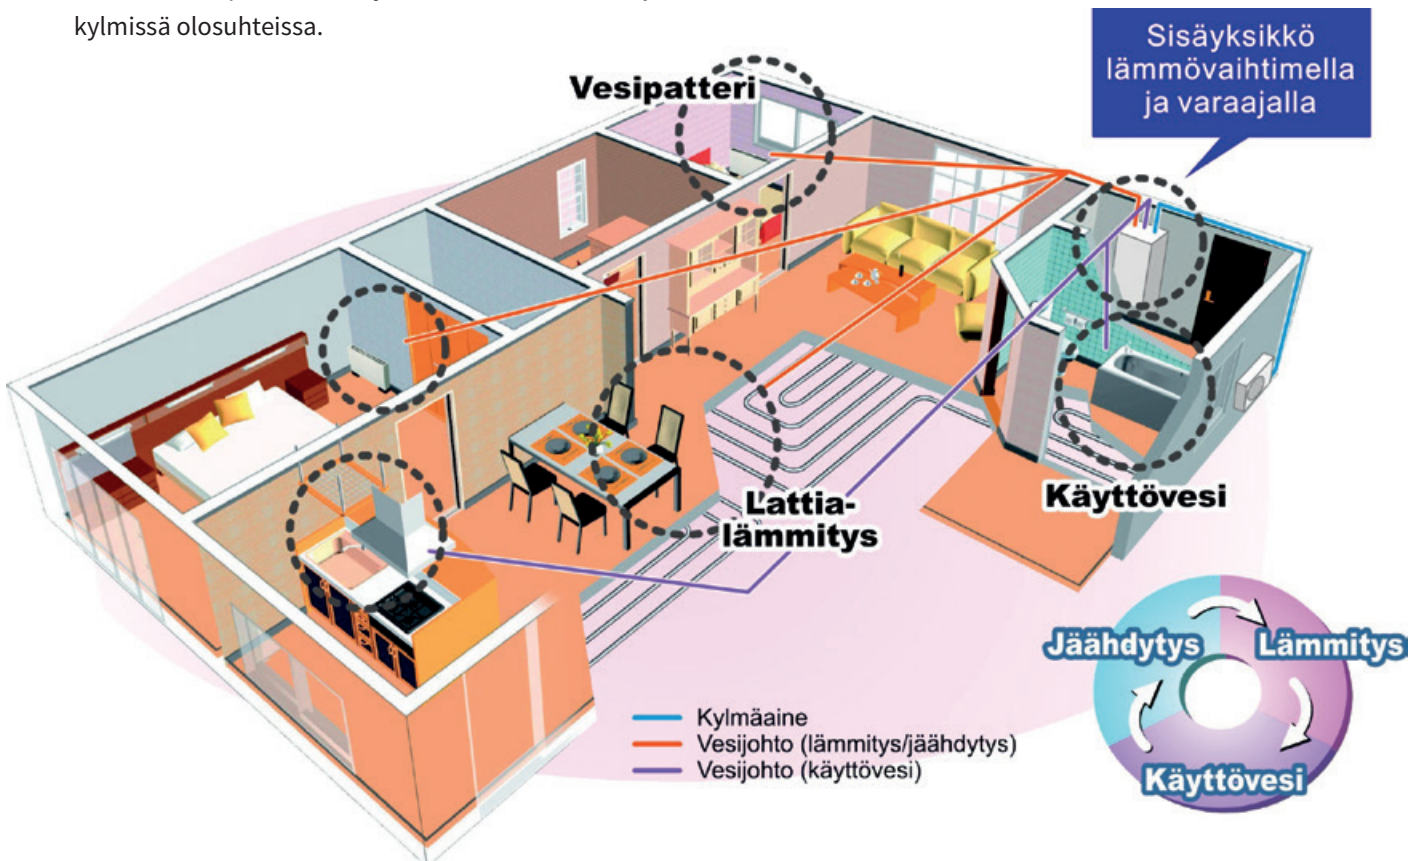 kylmissä olosuhteissa.
Sisäyksikkö
lämmövaihtimella
ja varaajalla
Vesipatteri
Lattia-
lämmitys
Käyttövesi
Jäähdytys
Lämmitys
Käyttövesi
Kylmäaine
Vesijohto (lämmitys/jäähdytys)
Vesijohto (käyttövesi)